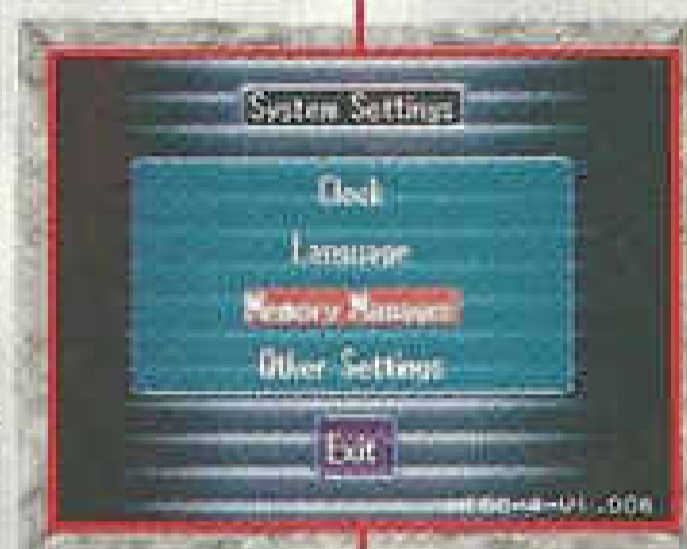 System Settings
Clock
Language
Memory Manager
Other Settings
Exit